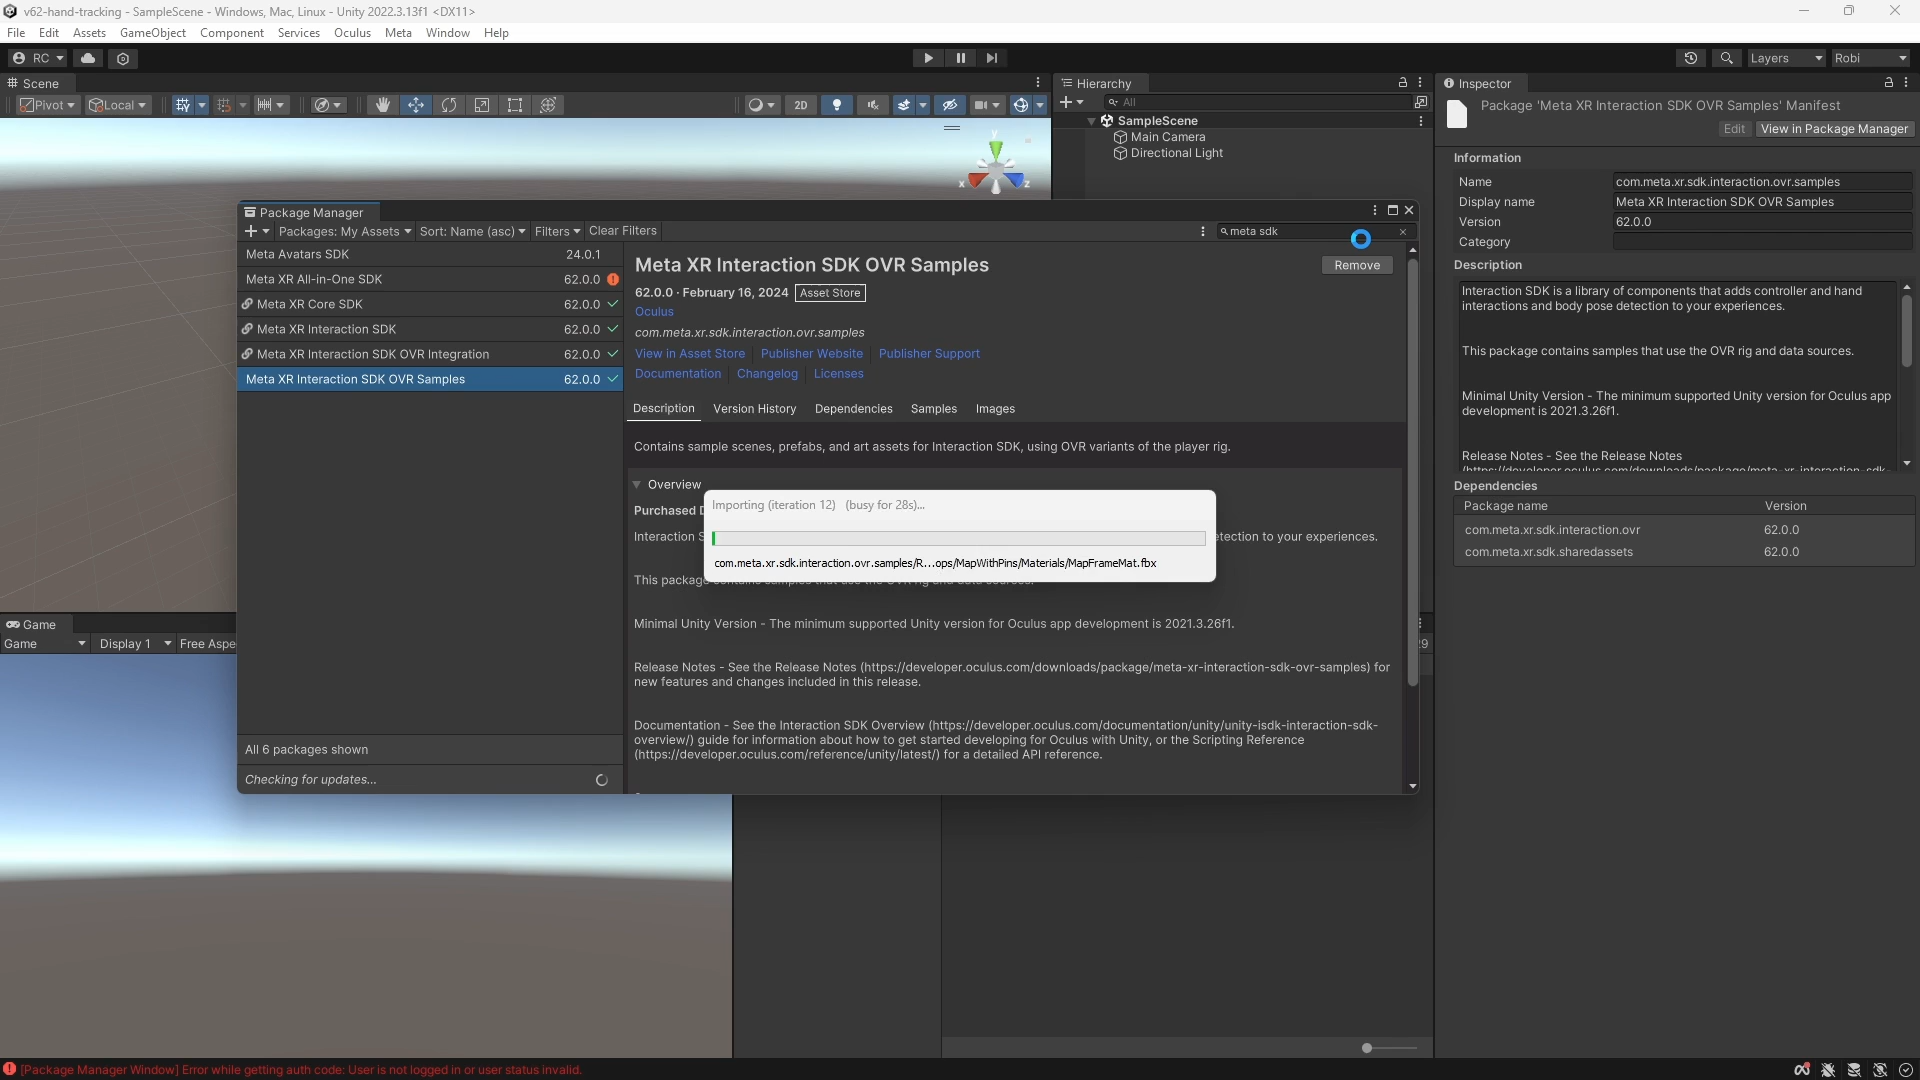 v62-hand-tracking - SampleScene - Windows, Mac, Linux - Unity 2022.3.13f1 <DX11>
File Edit Assets GameObject Component Services Oculus Meta Window Help
RC Layers Robi
Scene
Pivot Local 2D
Hierarchy
All
SampleScene
Main Camera
Directional Light
Inspector
Package 'Meta XR Interaction SDK OVR Samples' Manifest
Edit View in Package Manager
Information
Name com.meta.xr.sdk.interaction.ovr.samples
Display name Meta XR Interaction SDK OVR Samples
Version 62.0.0
Category
Description
Interaction SDK is a library of components that adds controller and hand
interactions and body pose detection to your experiences.
This package contains samples that use the OVR rig and data sources.
Minimal Unity Version - The minimum supported Unity version for Oculus app
development is 2021.3.26f1.
Release Notes - See the Release Notes
(https://developer.oculus.com/downloads/package/meta-xr-interaction-sdk-
Dependencies
Package name Version
com.meta.xr.sdk.interaction.ovr 62.0.0
com.meta.xr.sdk.sharedassets 62.0.0
Package Manager
Packages: My Assets Sort: Name (asc) Filters Clear Filters meta sdk
Meta Avatars SDK 24.0.1
Meta XR All-in-One SDK 62.0.0
Meta XR Core SDK 62.0.0
Meta XR Interaction SDK 62.0.0
Meta XR Interaction SDK OVR Integration 62.0.0
Meta XR Interaction SDK OVR Samples 62.0.0
All 6 packages shown
Checking for updates...
Meta XR Interaction SDK OVR Samples Remove
62.0.0 · February 16, 2024 Asset Store
Oculus
com.meta.xr.sdk.interaction.ovr.samples
View in Asset Store Publisher Website Publisher Support
Documentation Changelog Licenses
Description Version History Dependencies Samples Images
Contains sample scenes, prefabs, and art assets for Interaction SDK, using OVR variants of the player rig.
Overview
Purchased D
Interaction S etection to your experiences.
Importing (iteration 12) (busy for 28s)...
com.meta.xr.sdk.interaction.ovr.samples/R...ops/MapWithPins/Materials/MapFrameMat.fbx
This package contains samples that use the OVR rig and data sources.
Minimal Unity Version - The minimum supported Unity version for Oculus app development is 2021.3.26f1.
Release Notes - See the Release Notes (https://developer.oculus.com/downloads/package/meta-xr-interaction-sdk-ovr-samples) for
new features and changes included in this release.
Documentation - See the Interaction SDK Overview (https://developer.oculus.com/documentation/unity/unity-isdk-interaction-sdk-
overview/) guide for information about how to get started developing for Oculus with Unity, or the Scripting Reference
(https://developer.oculus.com/reference/unity/latest/) for a detailed API reference.
Game
Game Display 1 Free Aspe
[Package Manager Window] Error while getting auth code: User is not logged in or user status invalid.